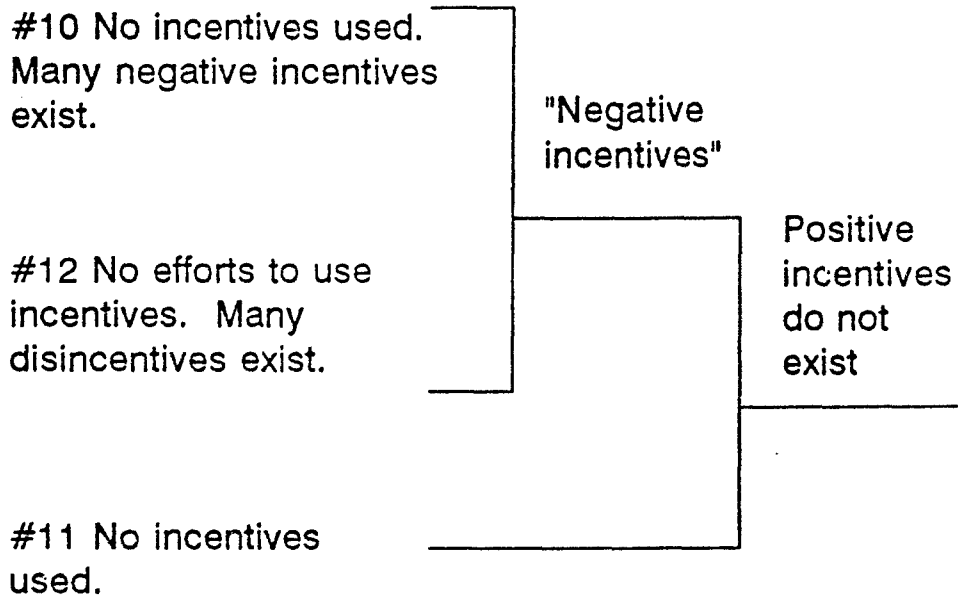 #10 No incentives used.
Many negative incentives
exist.
"Negative
incentives"
Positive
incentives
do not
exist
#12 No efforts to use
incentives. Many
disincentives exist.
#11 No incentives
used.